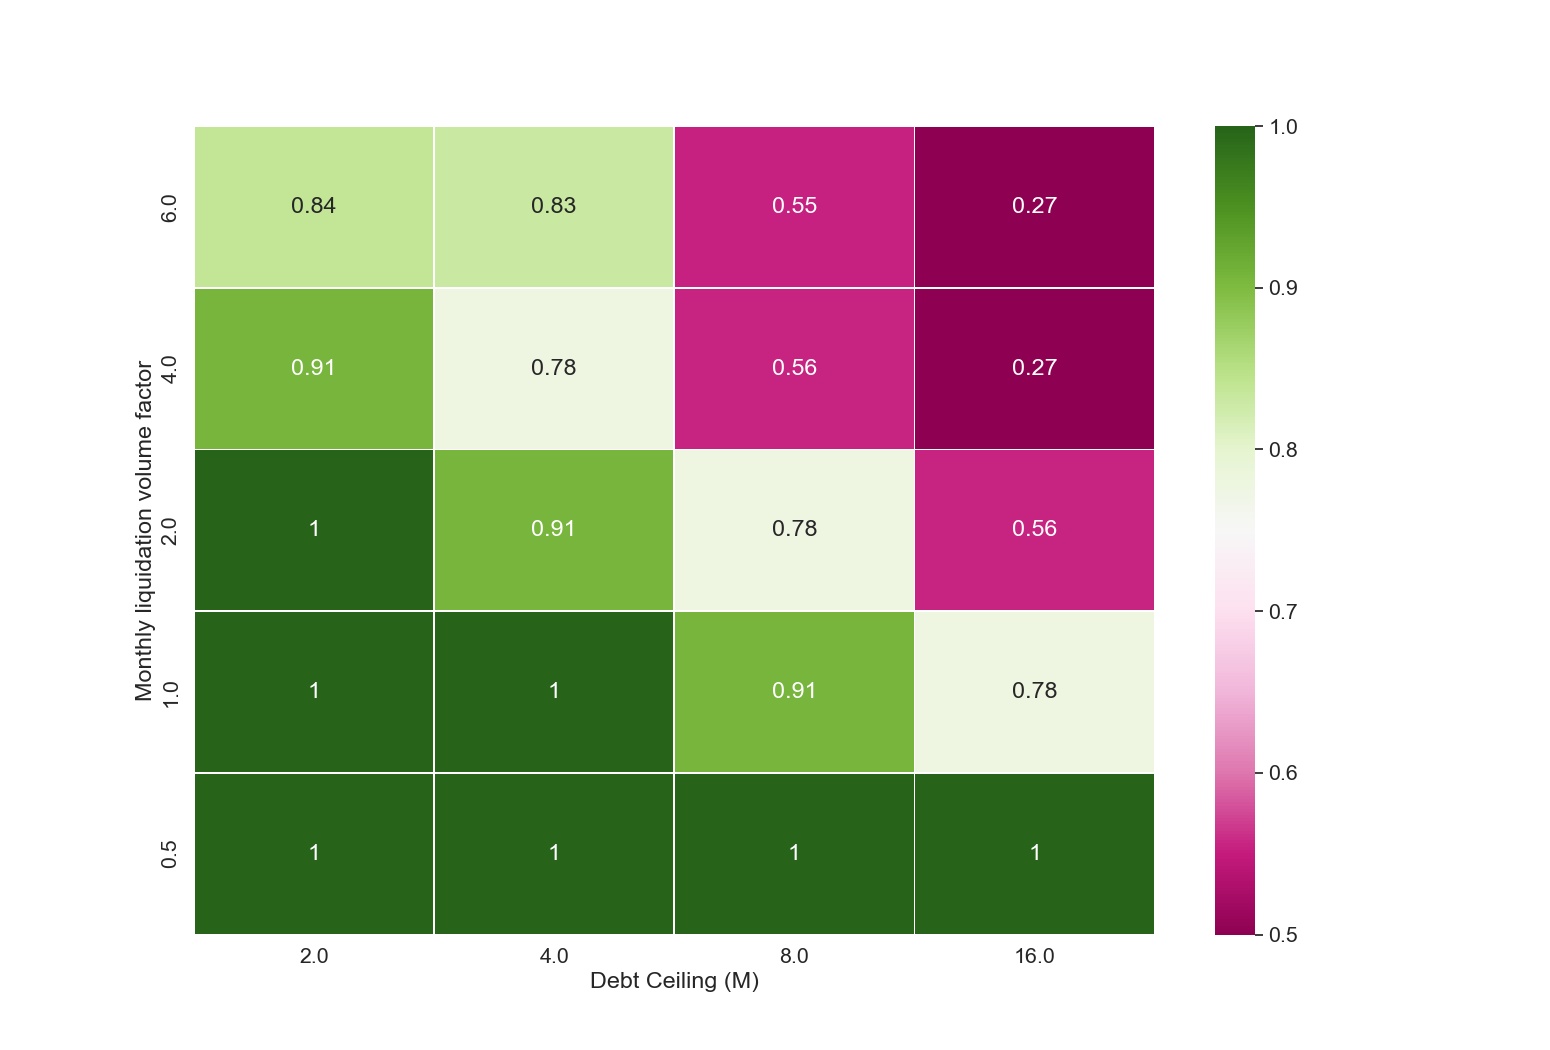 6.0 0.84 0.83 0.55 0.27
4.0 0.91 0.78 0.56 0.27
2.0 1 0.91 0.78 0.56
1.0 1 1 0.91 0.78
0.5 1 1 1 1
2.0 4.0 8.0 16.0
Debt Ceiling (M)
Monthly liquidation volume factor
1.0
0.9
0.8
0.7
0.6
0.5